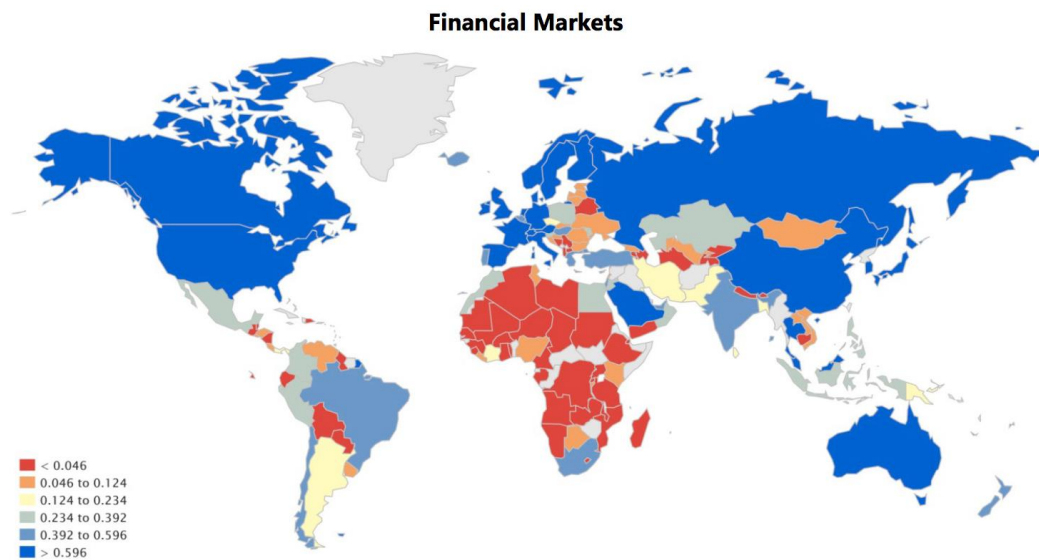 Financial Markets
< 0.046
0.046 to 0.124
0.124 to 0.234
0.234 to 0.392
0.392 to 0.596
> 0.596